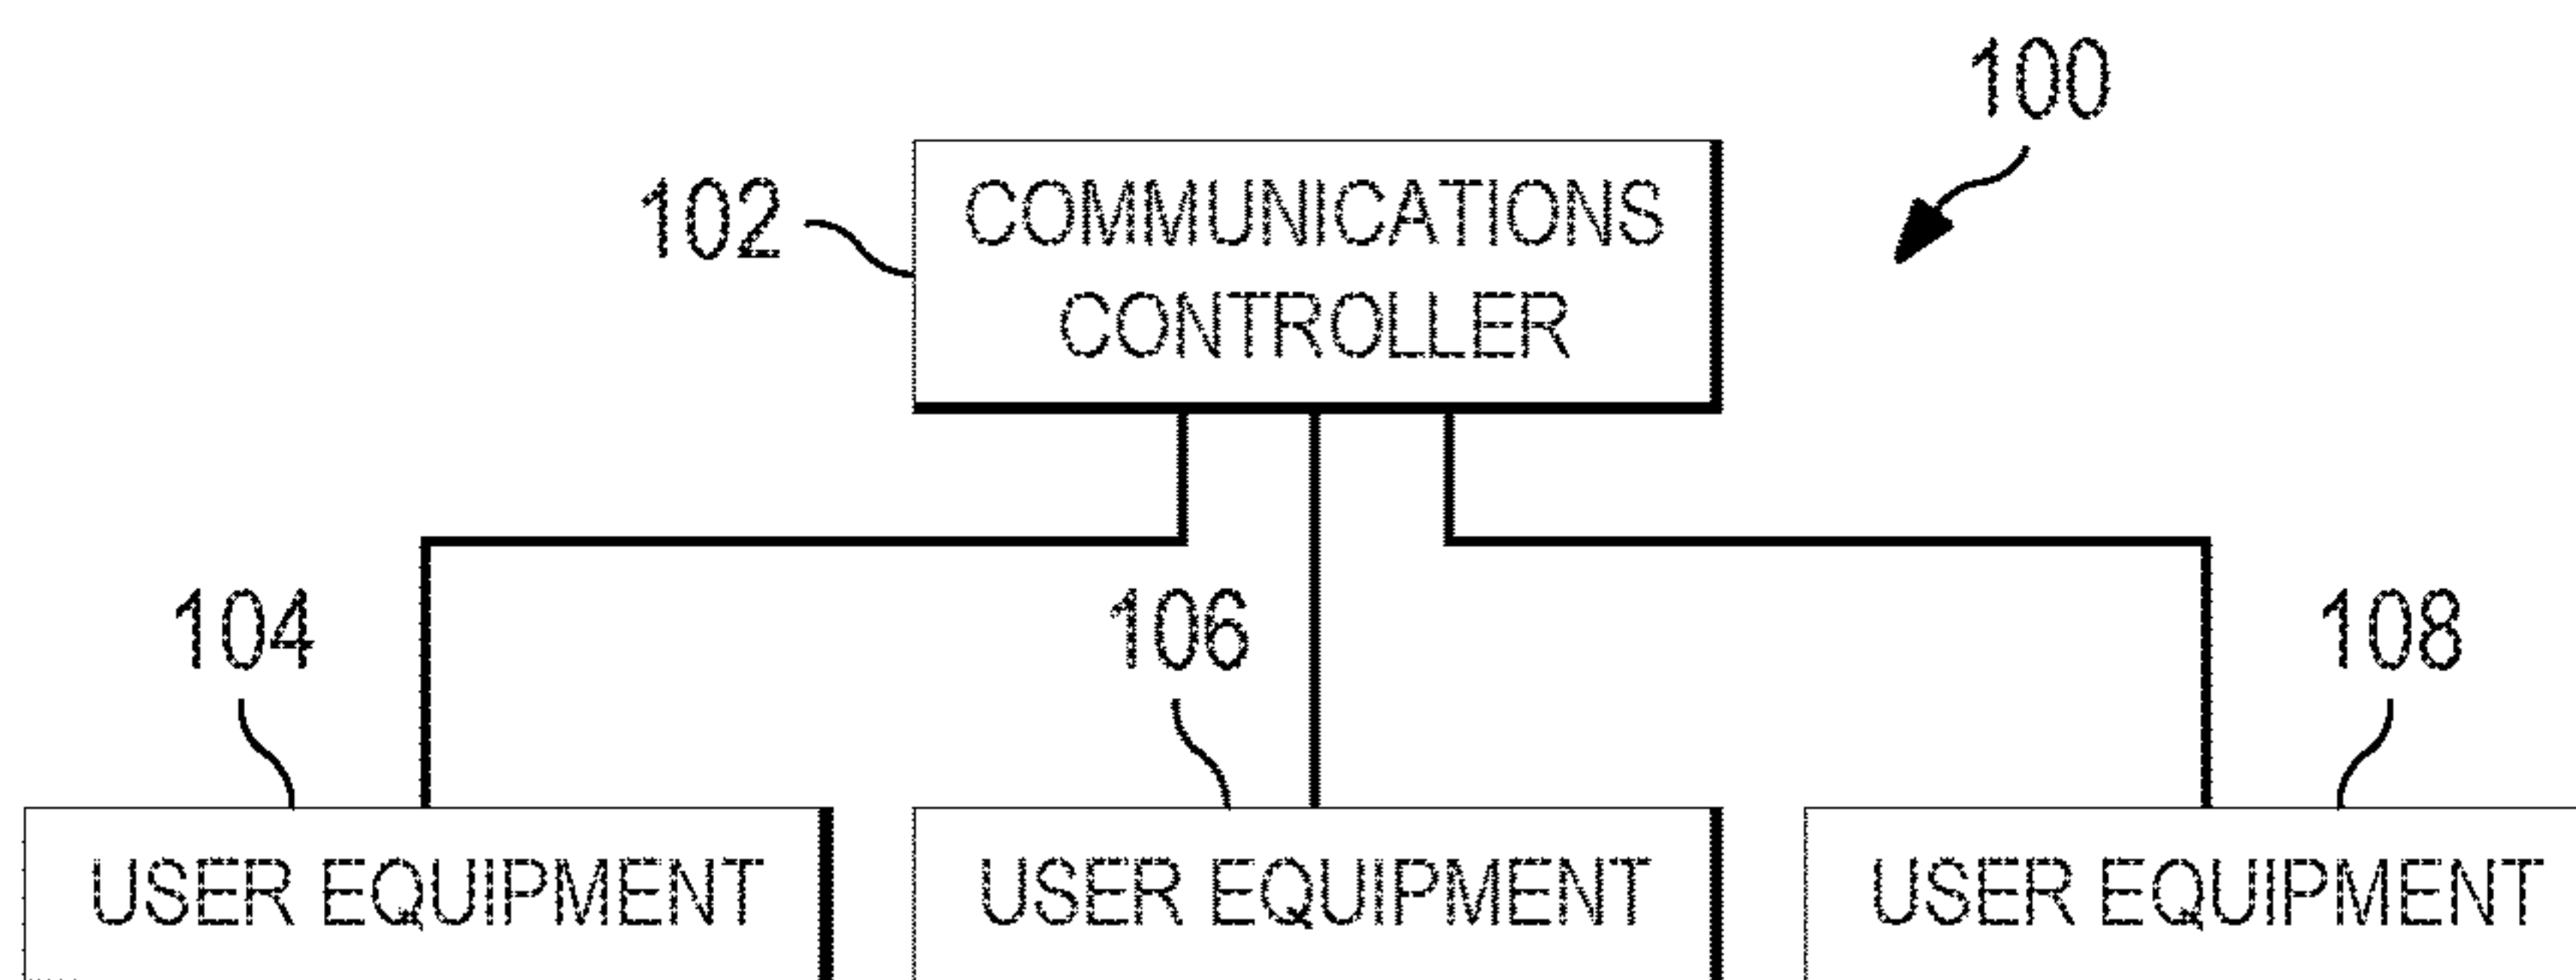 100
102
COMMUNICATIONS
CONTROLLER
104
106
108
USER EQUIPMENT
USER EQUIPMENT
USER EQUIPMENT